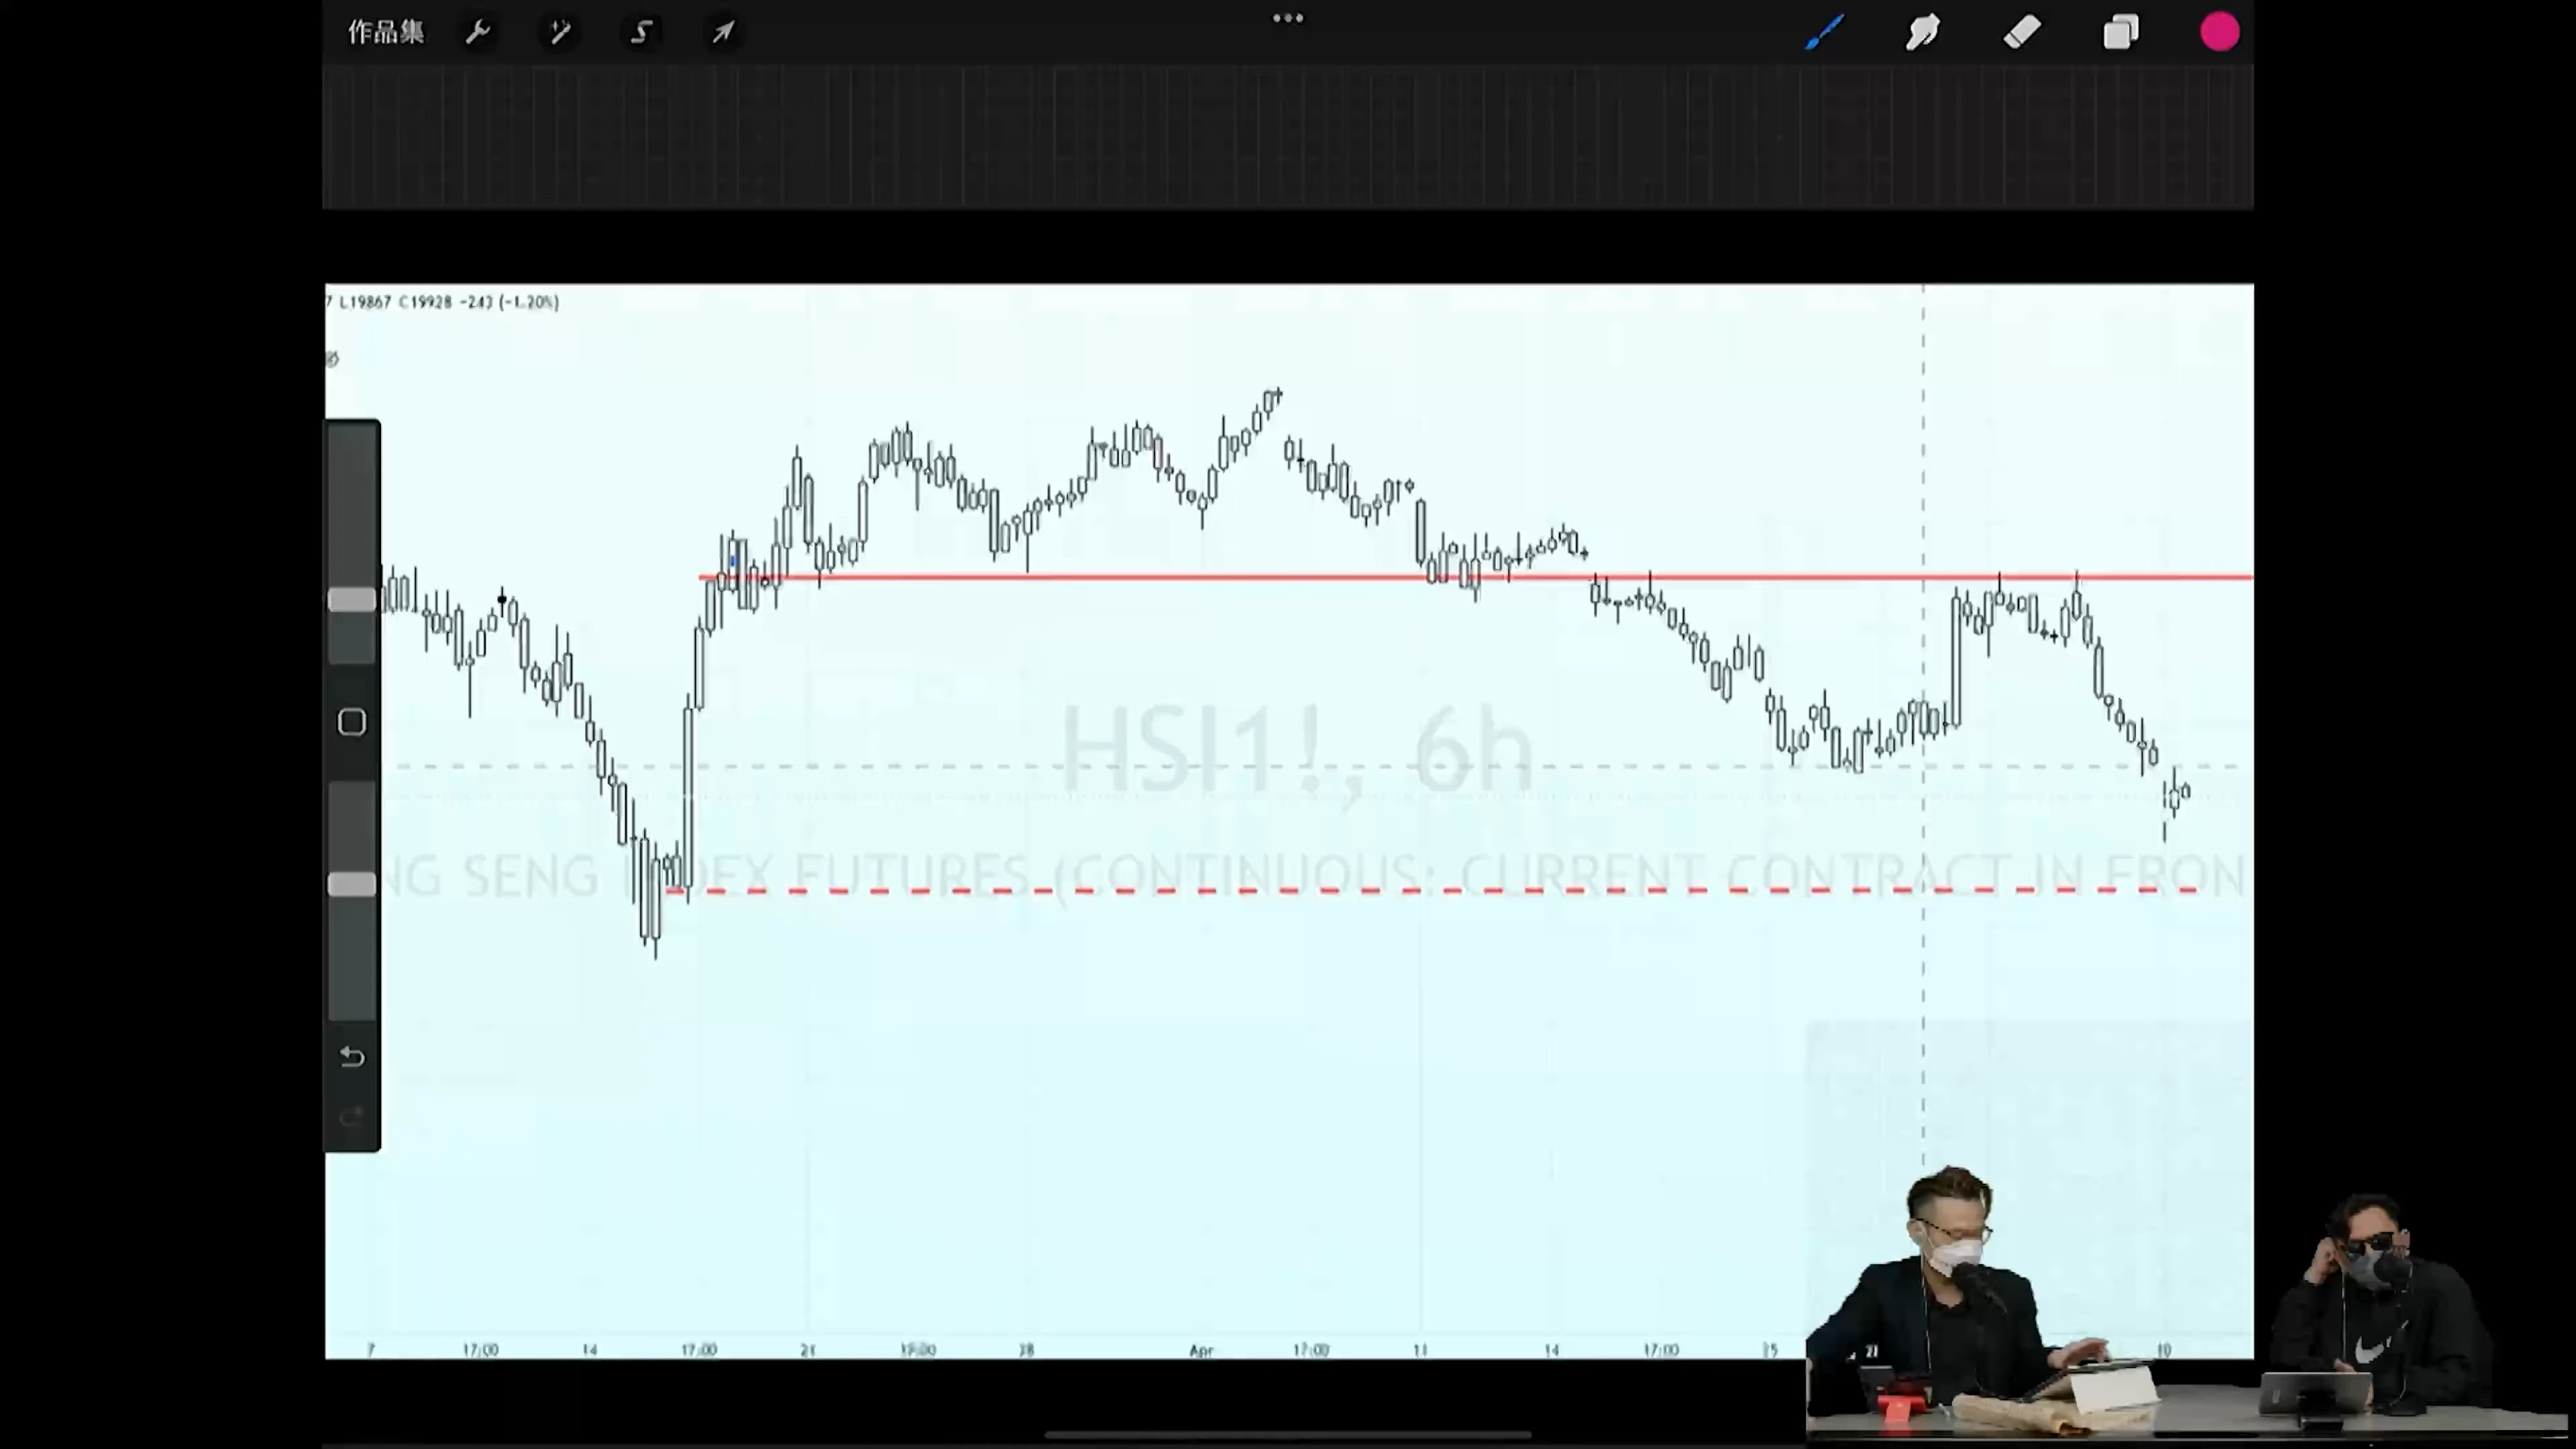 作品集
7 L19867 C19928 -243 (-1.20%)
HSI1!, 6h
NG SENG INDEX FUTURES (CONTINUOUS: CURRENT CONTRACT IN FRON
7 17:00 14 17:00 21 28 Apr 17:00 11 14 17:00 25 10